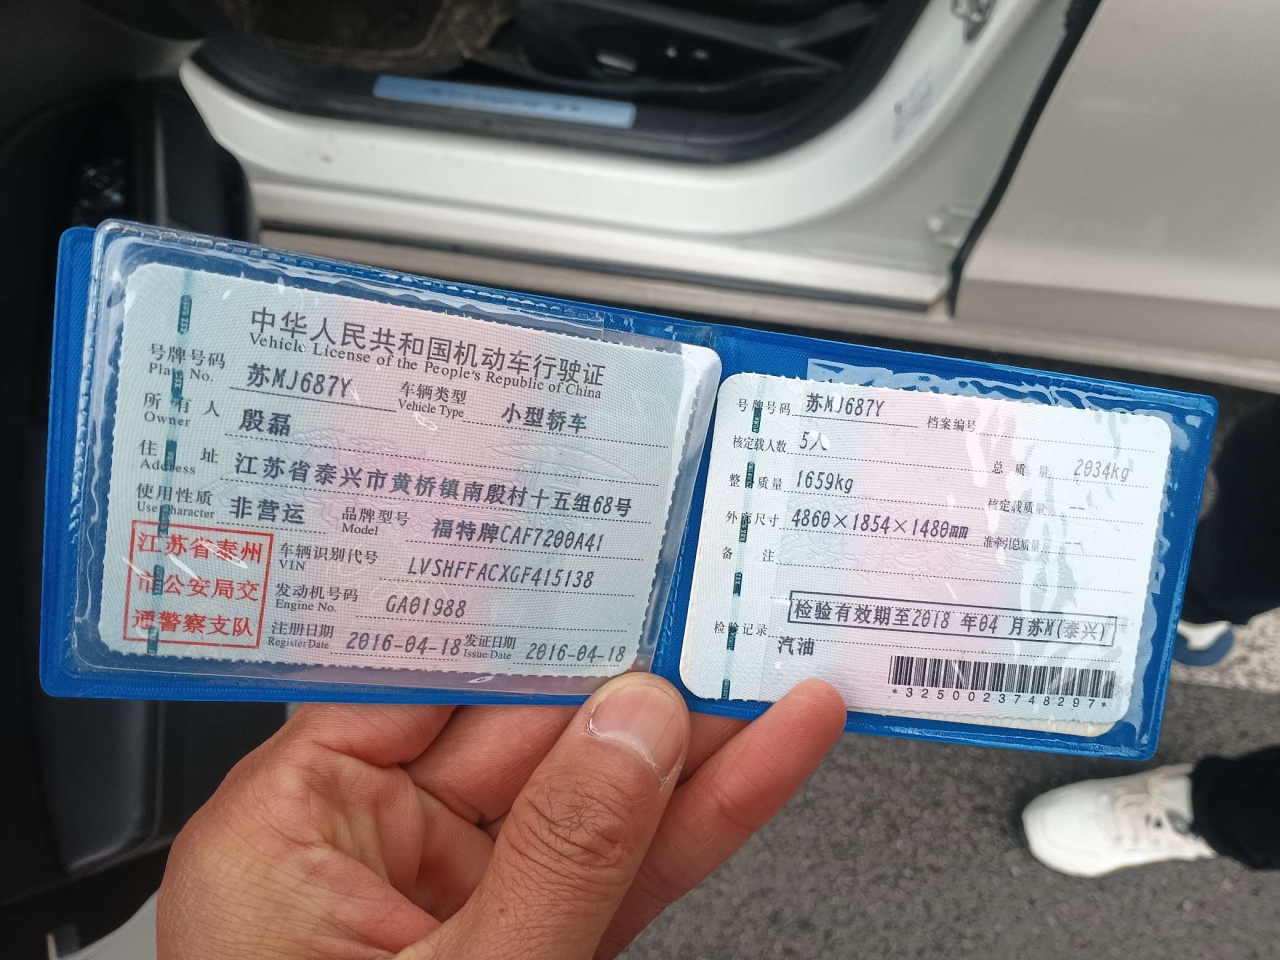 中华人民共和国机动车行驶证
Vehicle License of the People's Republic of China
号牌号码 苏MJ687Y 车辆类型 小型轿车
Plate No. Vehicle Type
所有人 殷磊
Owner
住址 江苏省泰兴市黄桥镇南殷村十五组68号
Address
使用性质 非营运 品牌型号 福特牌CAF7200A41
Use Character Model
江苏省泰州
市公安局交
通警察支队
车辆识别代号 LVSHFFACXGF415138
VIN
发动机号码 GA01988
Engine No.
注册日期 2016-04-18 发证日期 2016-04-18
Register Date Issue Date
号牌号码 苏MJ687Y 档案编号
核定载人数 5人 总质量 2034kg
整备质量 1659kg 核定载质量 --
外廓尺寸 4860×1854×1480mm 准牵引总质量 --
备注
检验有效期至2018 年04 月苏M(泰兴)
检验记录
汽油
*3250023748297*